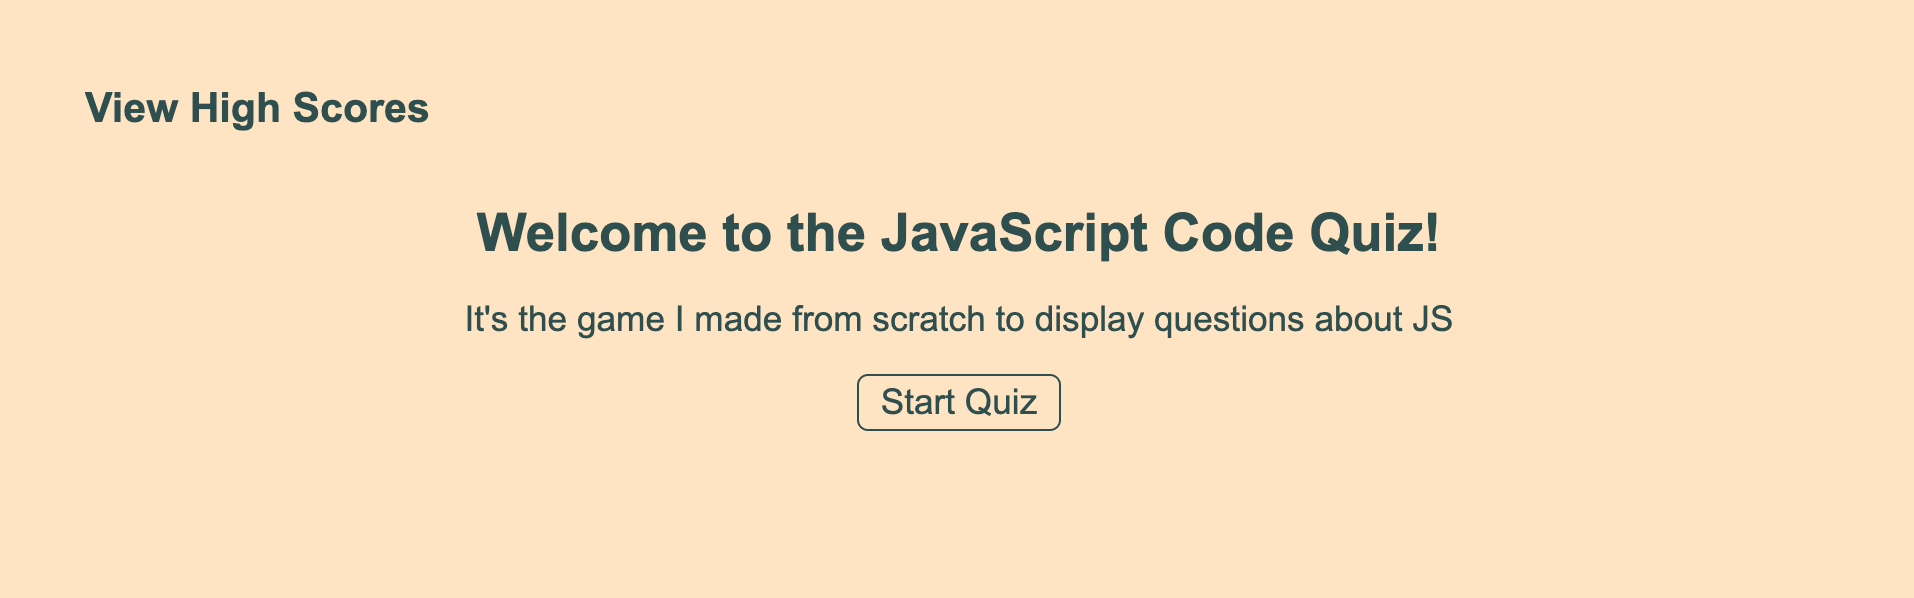 View High Scores
Welcome to the JavaScript Code Quiz!
It's the game I made from scratch to display questions about JS
Start Quiz